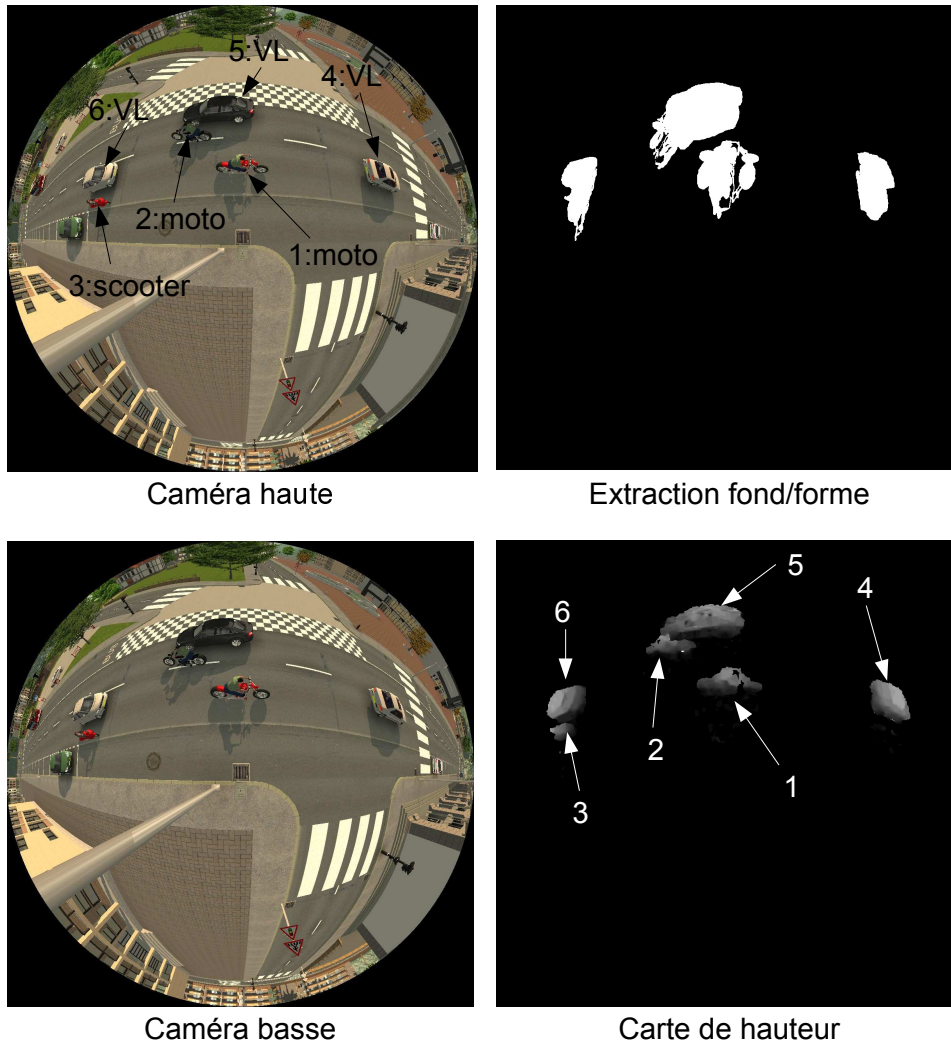 5:VL
4:VL
6:VL
2:moto
1:moto
3:scooter
Caméra haute
Extraction fond/forme
5
4
6
2
1
3
Caméra basse
Carte de hauteur